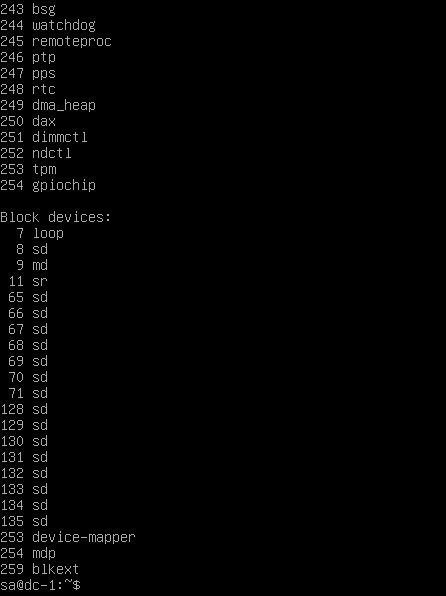 243 bsg
244 watchdog
245 remoteproc
246 ptp
247 pps
248 rtc
249 dma_heap
250 dax
251 dimmctl
252 ndctl
253 tpm
254 gpiochip

Block devices:
  7 loop
  8 sd
  9 md
 11 sr
 65 sd
 66 sd
 67 sd
 68 sd
 69 sd
 70 sd
 71 sd
128 sd
129 sd
130 sd
131 sd
132 sd
133 sd
134 sd
135 sd
253 device-mapper
254 mdp
259 blkext
sa@dc-1:~$